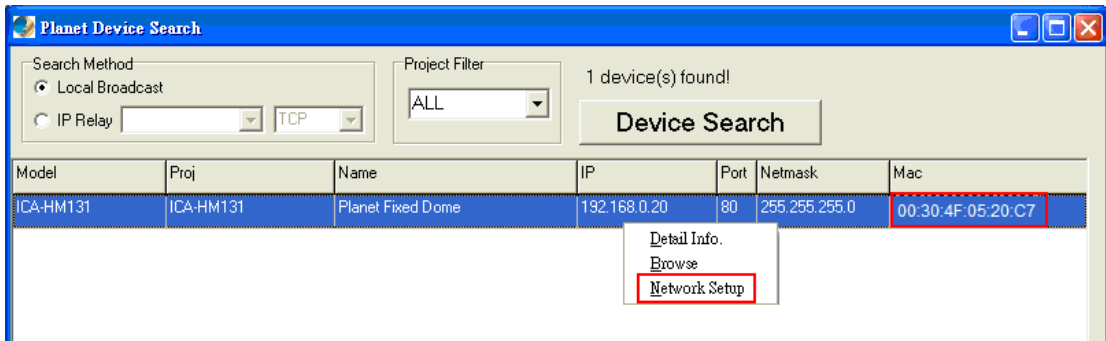 Planet Device Search
Search Method
Local Broadcast
IP Relay TCP
Project Filter
ALL
1 device(s) found!
Device Search
Model Proj Name IP Port Netmask Mac
ICA-HM131 ICA-HM131 Planet Fixed Dome 192.168.0.20 80 255.255.255.0 00:30:4F:05:20:C7
Detail Info.
Browse
Network Setup